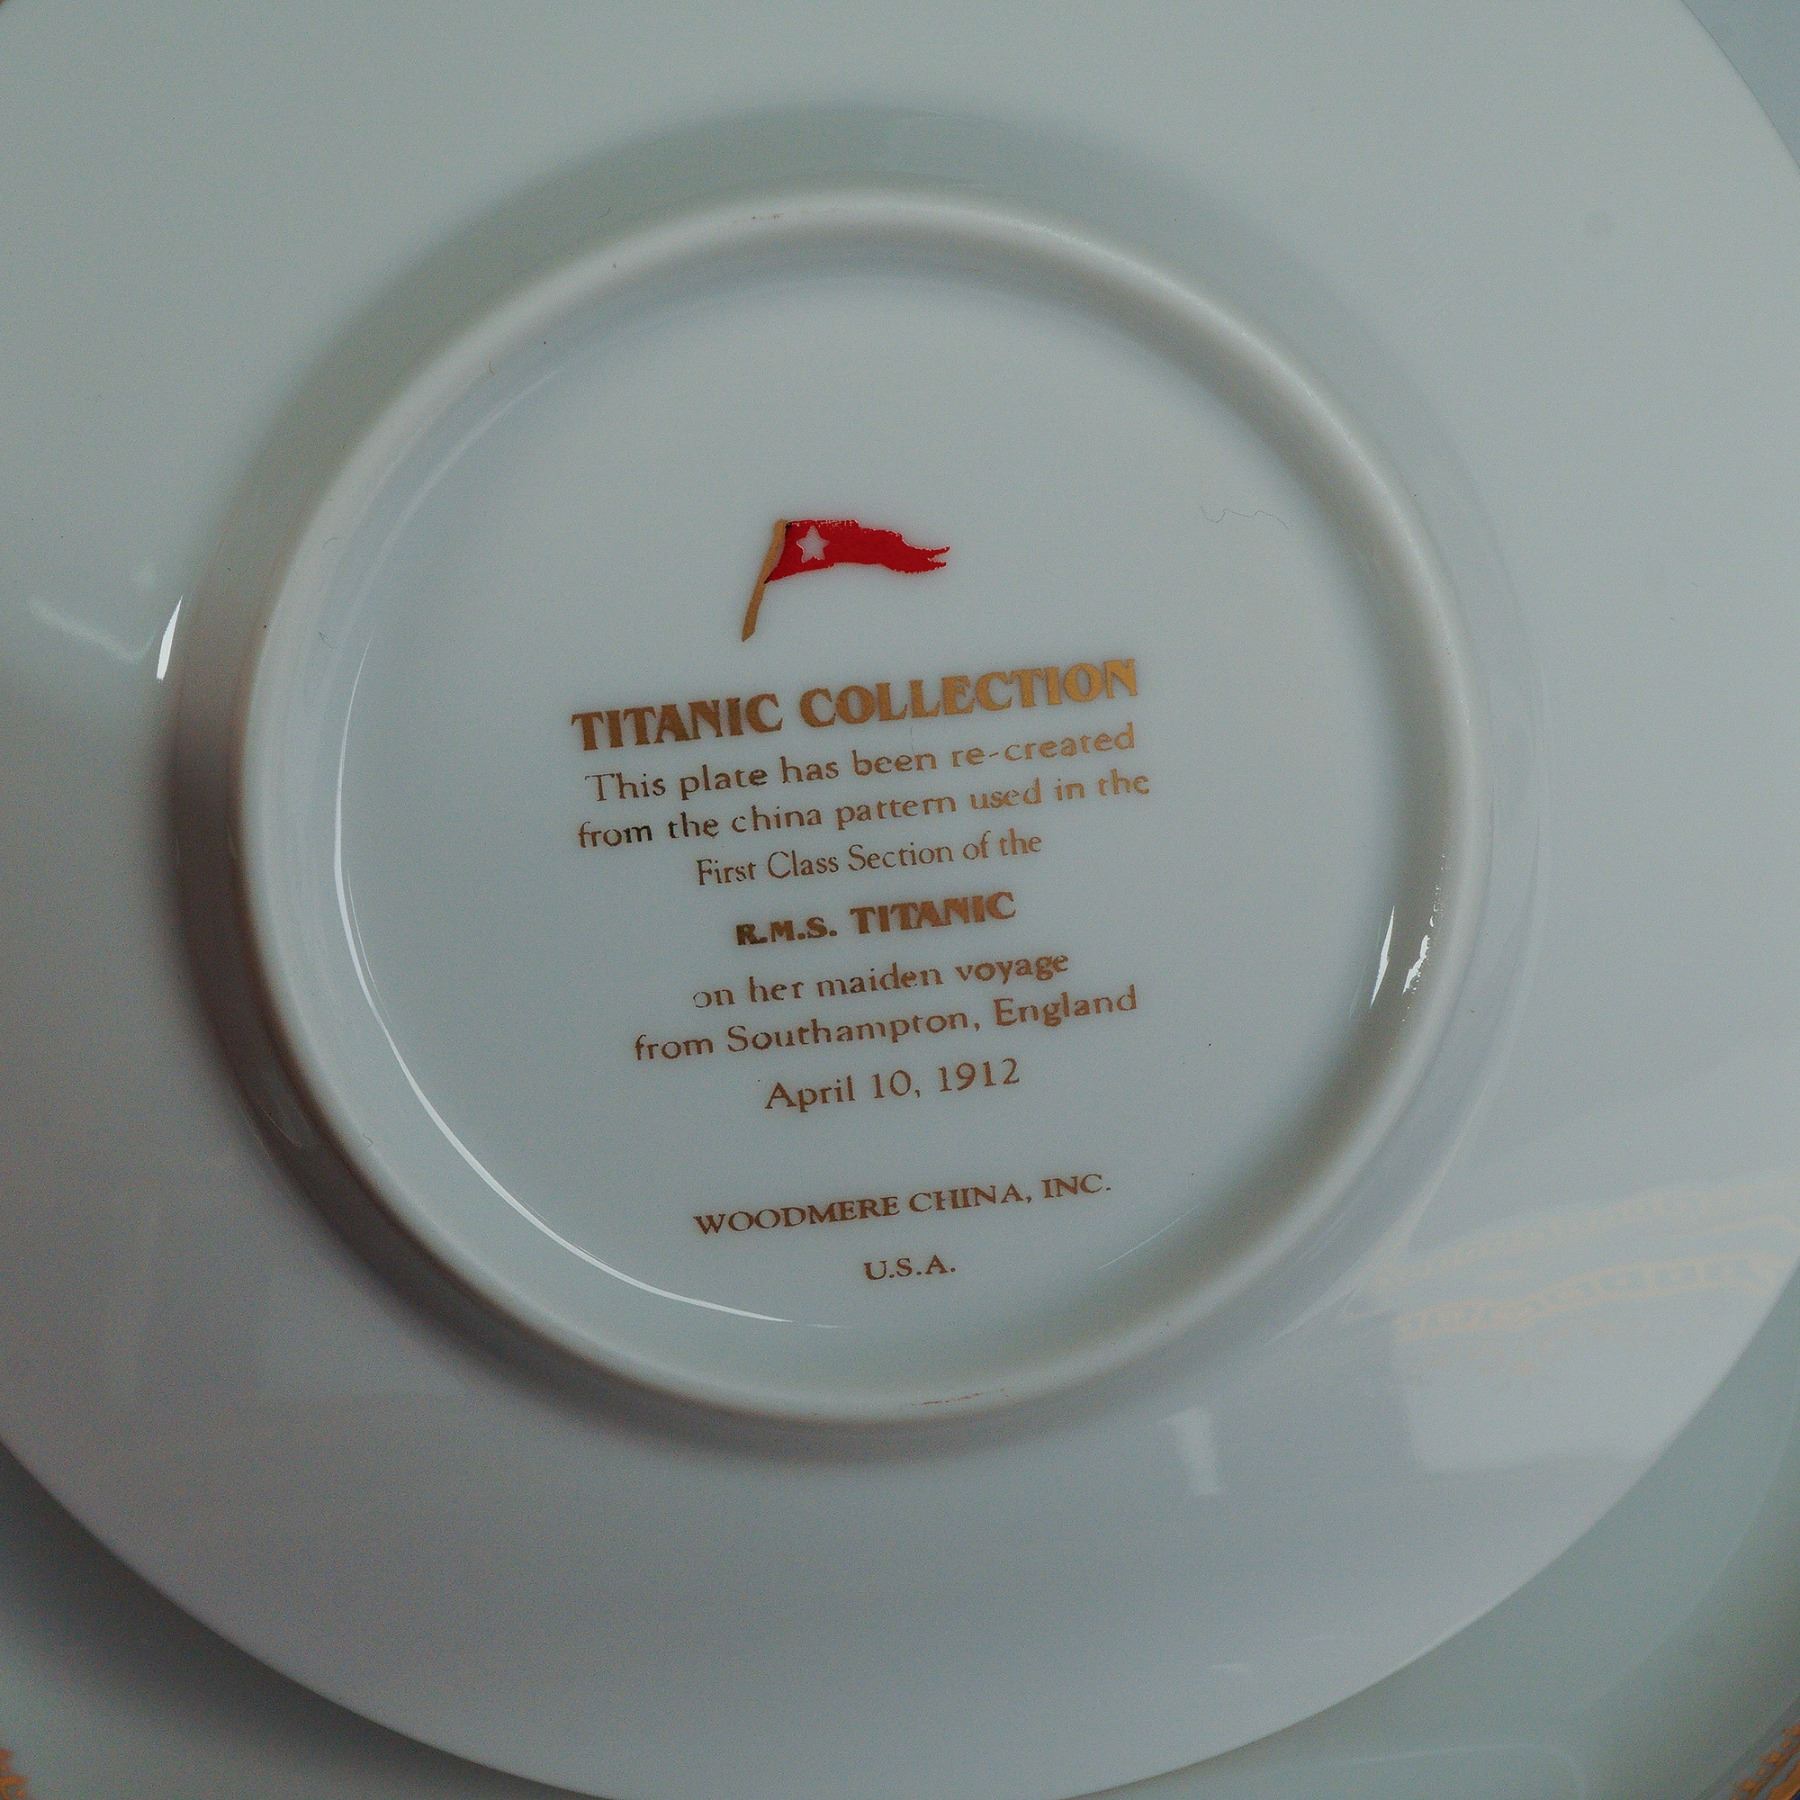 TITANIC COLLECTION
This plate has been re-created
from the china pattern used in the
First Class Section of the
R.M.S. TITANIC
on her maiden voyage
from Southampton, England
April 10, 1912
WOODMERE CHINA, INC.
U.S.A.